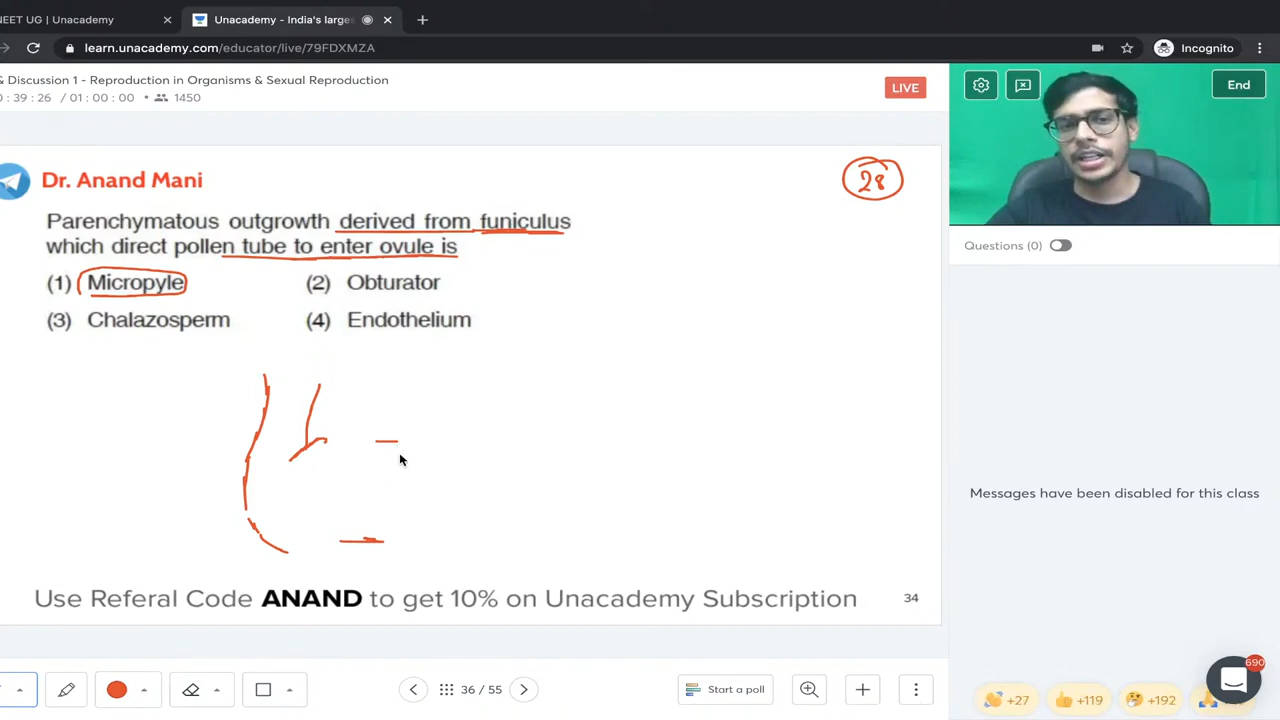 NEET UG | Unacademy
Unacademy - India's larges
learn.unacademy.com/educator/live/79FDXMZA
Incognito
& Discussion 1 - Reproduction in Organisms & Sexual Reproduction
0 : 39 : 26 / 01 : 00 : 00 • 1450
LIVE
End
Dr. Anand Mani
28
Parenchymatous outgrowth derived from funiculus
which direct pollen tube to enter ovule is
(1) Micropyle (2) Obturator
(3) Chalazosperm (4) Endothelium
Use Referal Code ANAND to get 10% on Unacademy Subscription
34
Questions (0)
Messages have been disabled for this class
36 / 55
Start a poll
690
+27 +119 +192